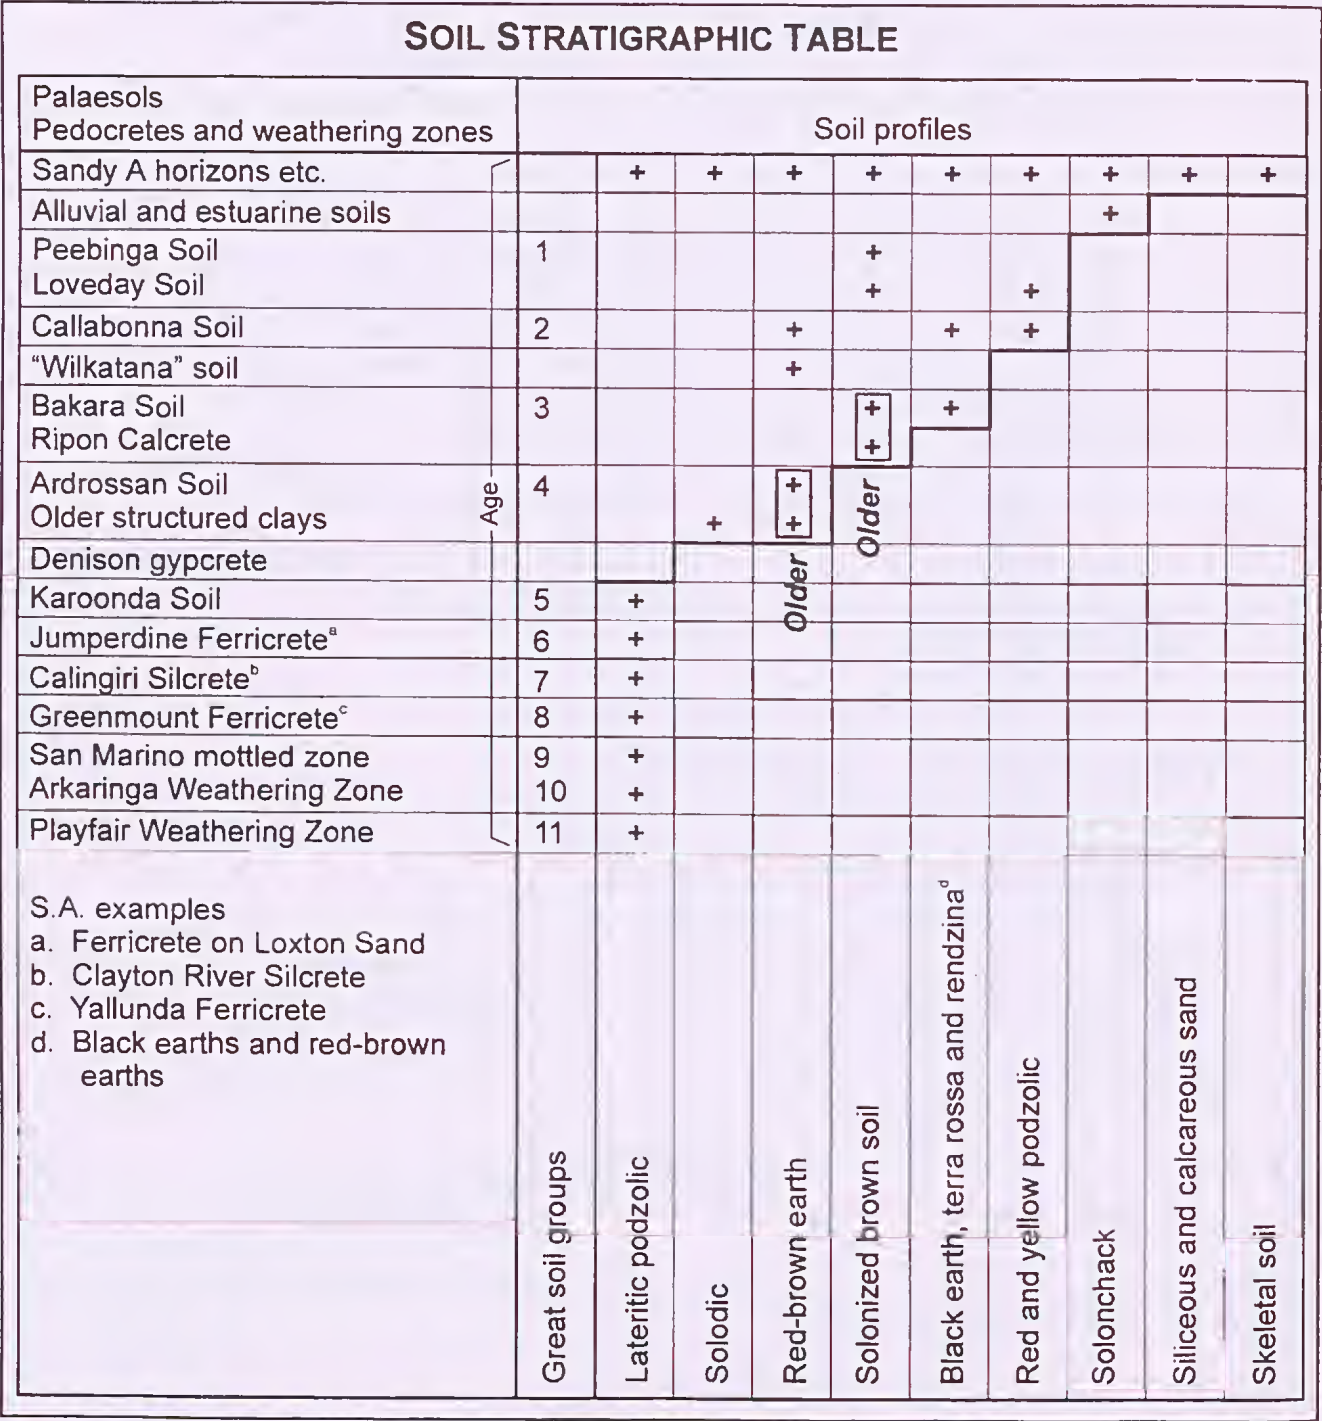 SOIL STRATIGRAPHIC TABLE
Palaesols
Pedocretes and weathering zones
Soil profiles
Sandy A horizons etc. + + + + + + + + +
Alluvial and estuarine soils +
Peebinga Soil 1 +
Loveday Soil + +
Callabonna Soil 2 + + +
“Wilkatana” soil +
Bakara Soil 3 + +
Ripon Calcrete +
Ardrossan Soil 4 +
Older structured clays + +
Denison gypcrete
Karoonda Soil 5 +
Jumperdine Ferricreteᵃ 6 +
Calingiri Silcreteᵇ 7 +
Greenmount Ferricreteᶜ 8 +
San Marino mottled zone 9 +
Arkaringa Weathering Zone 10 +
Playfair Weathering Zone 11 +
Age
Older
Older
S.A. examples
a. Ferricrete on Loxton Sand
b. Clayton River Silcrete
c. Yallunda Ferricrete
d. Black earths and red-brown
earths
Great soil groups
Lateritic podzolic
Solodic
Red-brown earth
Solonized brown soil
Black earth, terra rossa and rendzinaᵈ
Red and yellow podzolic
Solonchack
Siliceous and calcareous sand
Skeletal soil